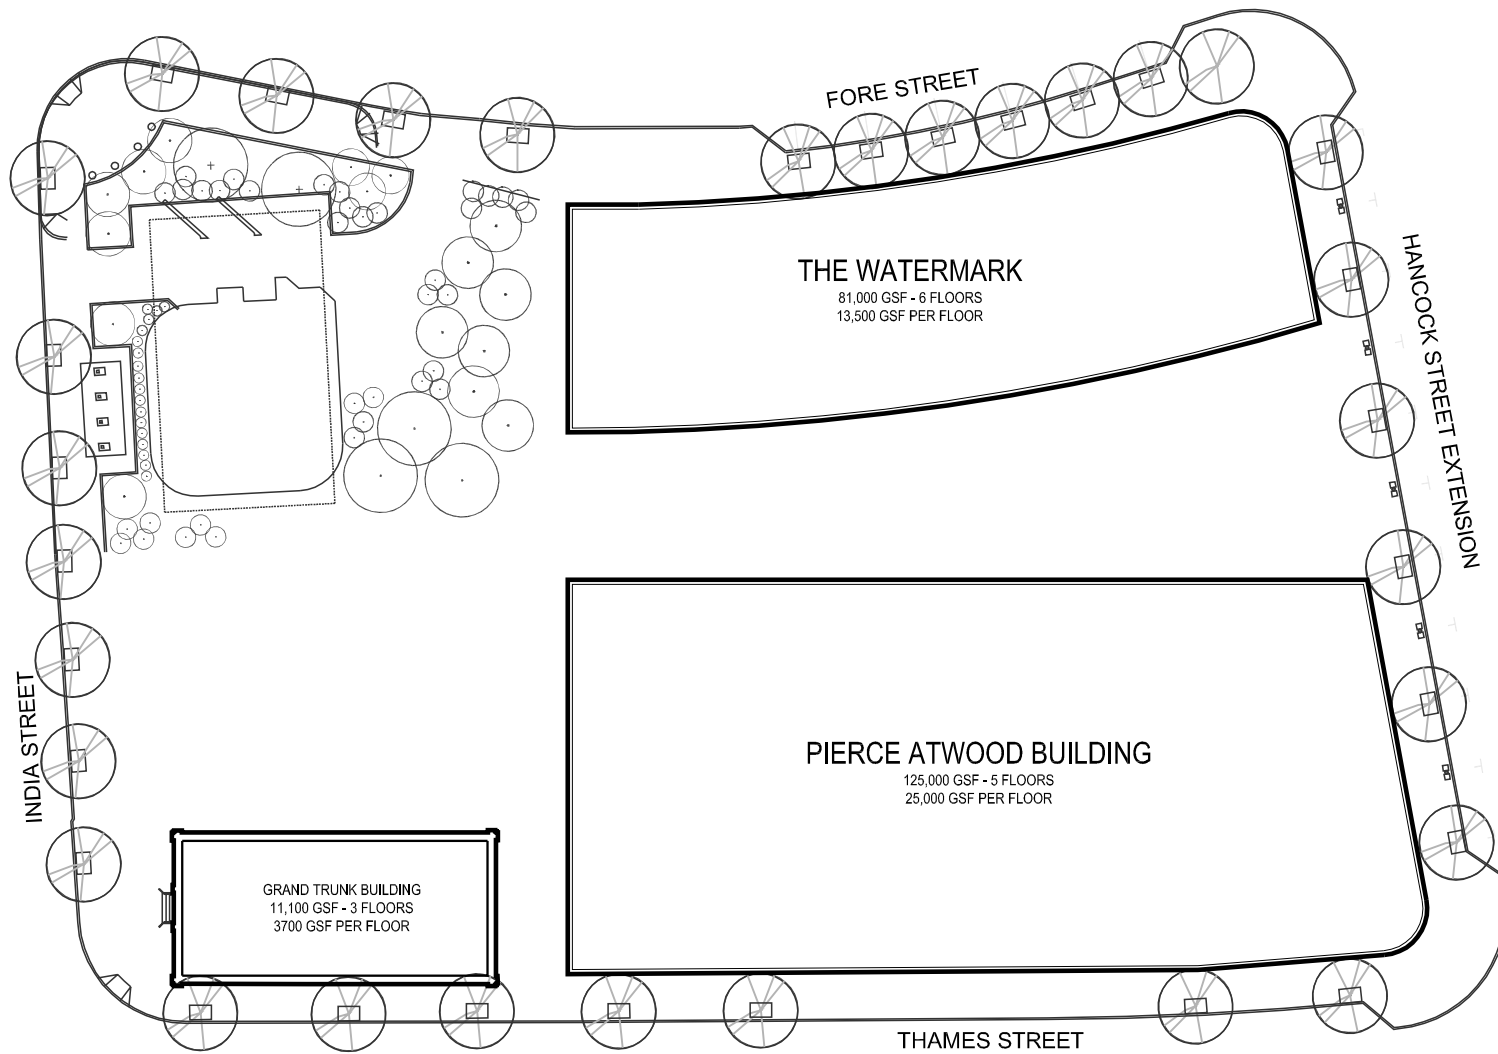 FORE STREET
THE WATERMARK
81,000 GSF - 6 FLOORS
13,500 GSF PER FLOOR
HANCOCK STREET EXTENSION
PIERCE ATWOOD BUILDING
125,000 GSF - 5 FLOORS
25,000 GSF PER FLOOR
INDIA STREET
GRAND TRUNK BUILDING
11,100 GSF - 3 FLOORS
3700 GSF PER FLOOR
THAMES STREET